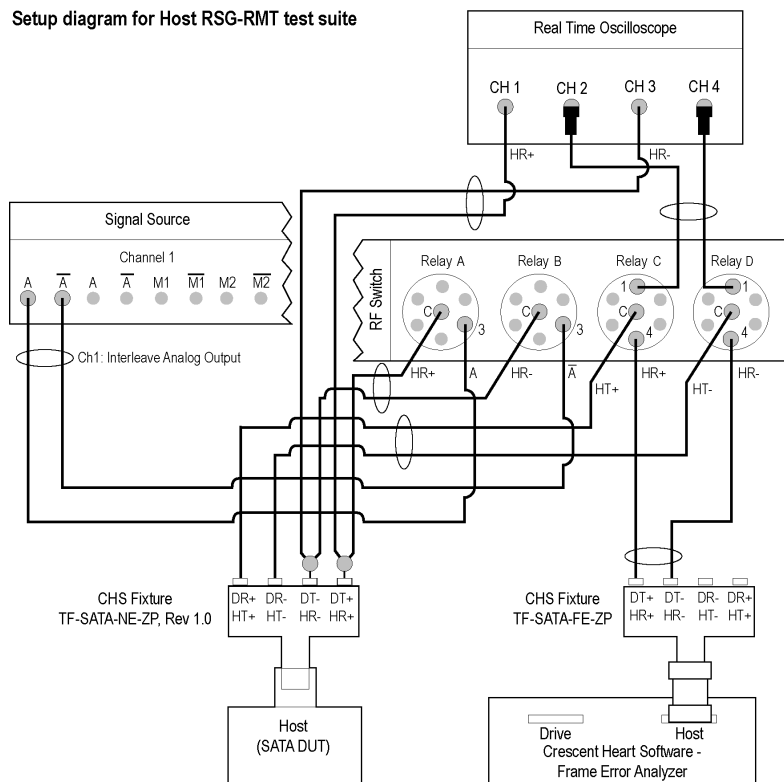 Setup diagram for Host RSG-RMT test suite
Real Time Oscilloscope
CH 1 CH 2 CH 3 CH 4
HR+ HR-
Signal Source
Channel 1
A A̅ A A̅ M1 M̅1̅ M2 M̅2̅
Ch1: Interleave Analog Output
RF Switch
Relay A Relay B Relay C Relay D
1 1
C C C C
3 3 4 4
HR+ A HR- A̅ HT+ HR+ HT- HR-
CHS Fixture
TF-SATA-NE-ZP, Rev 1.0
DR+ DR- DT- DT+
HT+ HT- HR- HR+
Host
(SATA DUT)
CHS Fixture
TF-SATA-FE-ZP
DT+ DT- DR- DR+
HR+ HR- HT- HT+
Drive Host
Crescent Heart Software -
Frame Error Analyzer